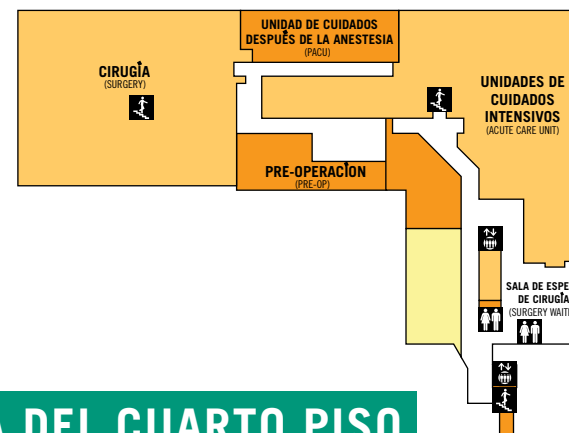 UNIDAD DE CUIDADOS
DESPUÉS DE LA ANESTESIA
(PACU)
CIRUGÍA
(SURGERY)
UNIDADES DE
CUIDADOS
INTENSIVOS
(ACUTE CARE UNIT)
PRE-OPERACÍON
(PRE-OP)
SALA DE ESPE
DE CIRUGÍA
(SURGERY WAIT
A DEL CUARTO PISO